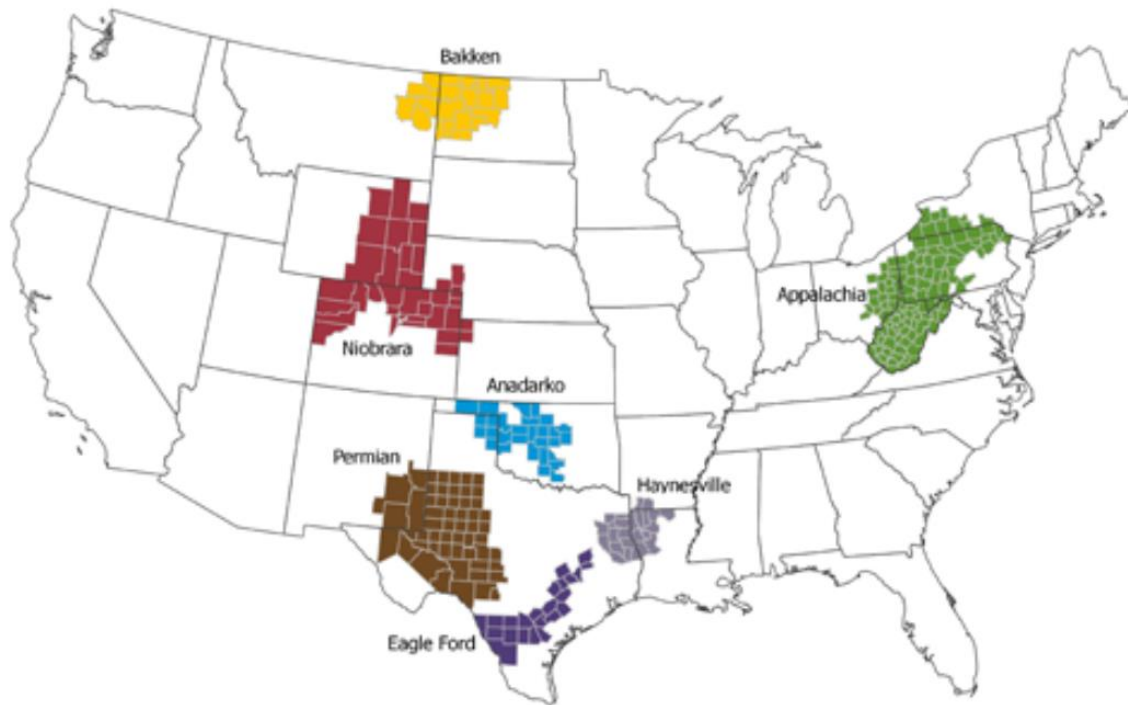 Bakken
Appalachia
Niobrara
Anadarko
Permian
Haynesville
Eagle Ford